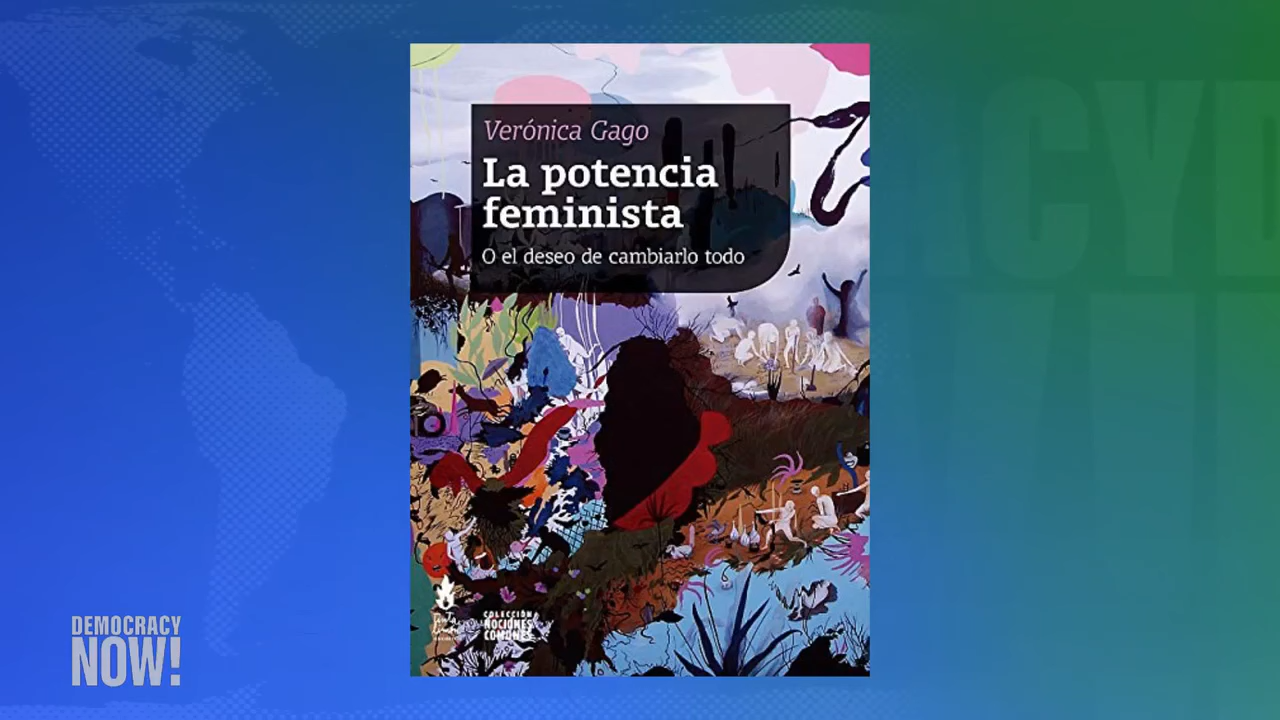 Verónica Gago
La potencia
feminista
O el deseo de cambiarlo todo
COLECCIÓN
NOCIONES
COMUNES
DEMOCRACY
NOW!